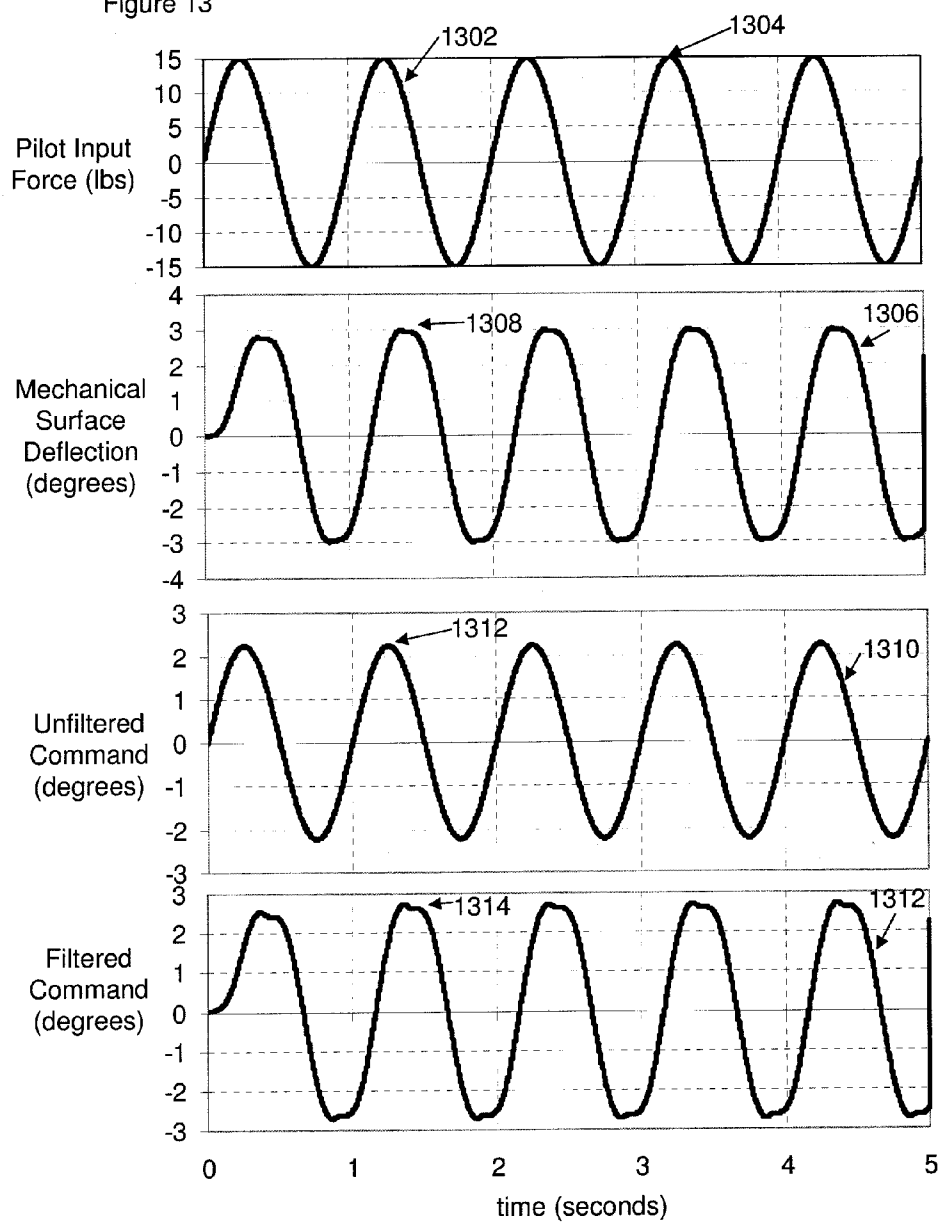 Figure 13
1302
1304
15
10
5
0
-5
-10
-15
Pilot Input
Force (lbs)
4
3
2
1
0
-1
-2
-3
-4
1308
1306
Mechanical
Surface
Deflection
(degrees)
3
2
1
0
-1
-2
-3
1312
1310
Unfiltered
Command
(degrees)
3
2
1
0
-1
-2
-3
1314
1312
Filtered
Command
(degrees)
0 1 2 3 4 5
time (seconds)